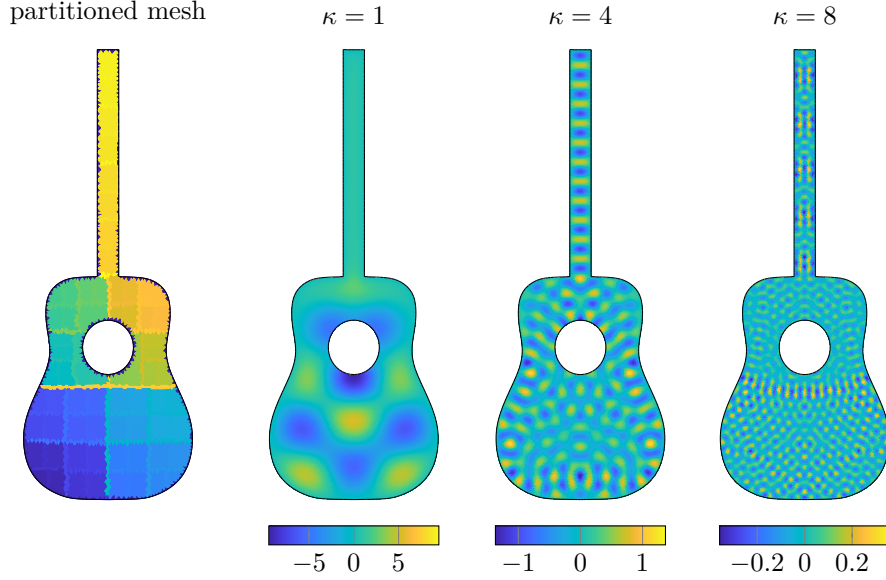 partitioned mesh
κ = 1
κ = 4
κ = 8
−5 0 5
−1 0 1
−0.2 0 0.2